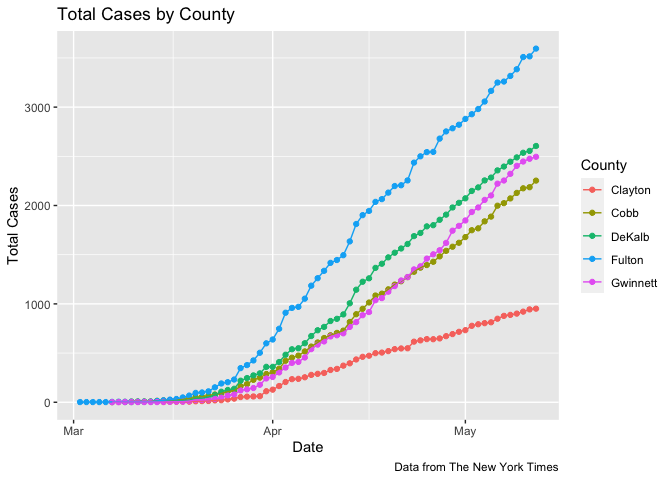 Total Cases by County
Total Cases
3000
2000
1000
0
Mar
Apr
May
Date
County
Clayton
Cobb
DeKalb
Fulton
Gwinnett
Data from The New York Times